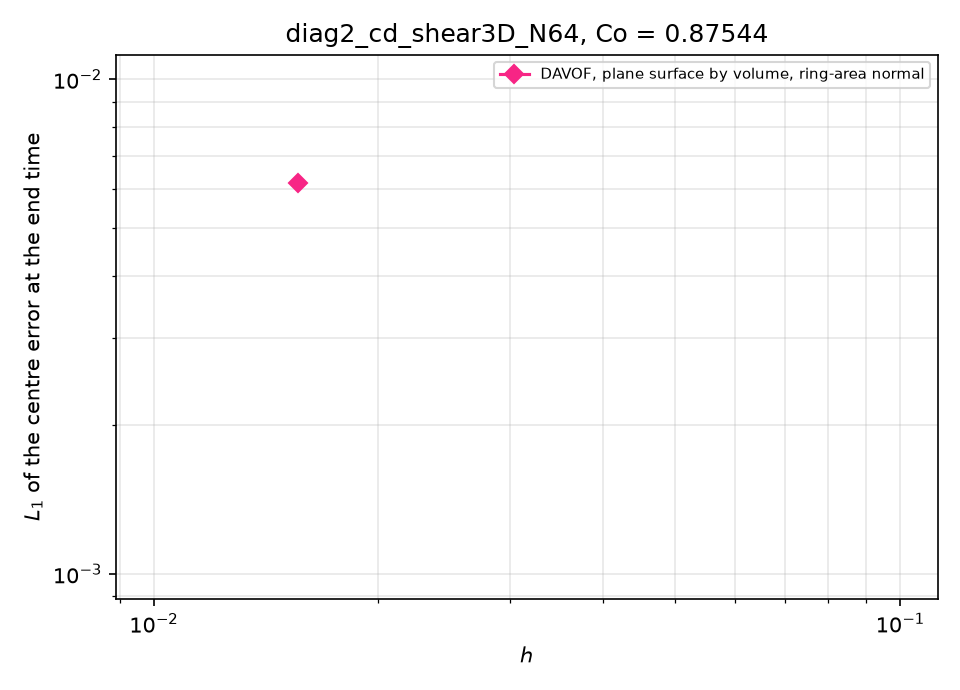 diag2_cd_shear3D_N64, Co = 0.87544
DAVOF, plane surface by volume, ring-area normal
L₁ of the centre error at the end time
10⁻²
10⁻³
10⁻²
10⁻¹
h